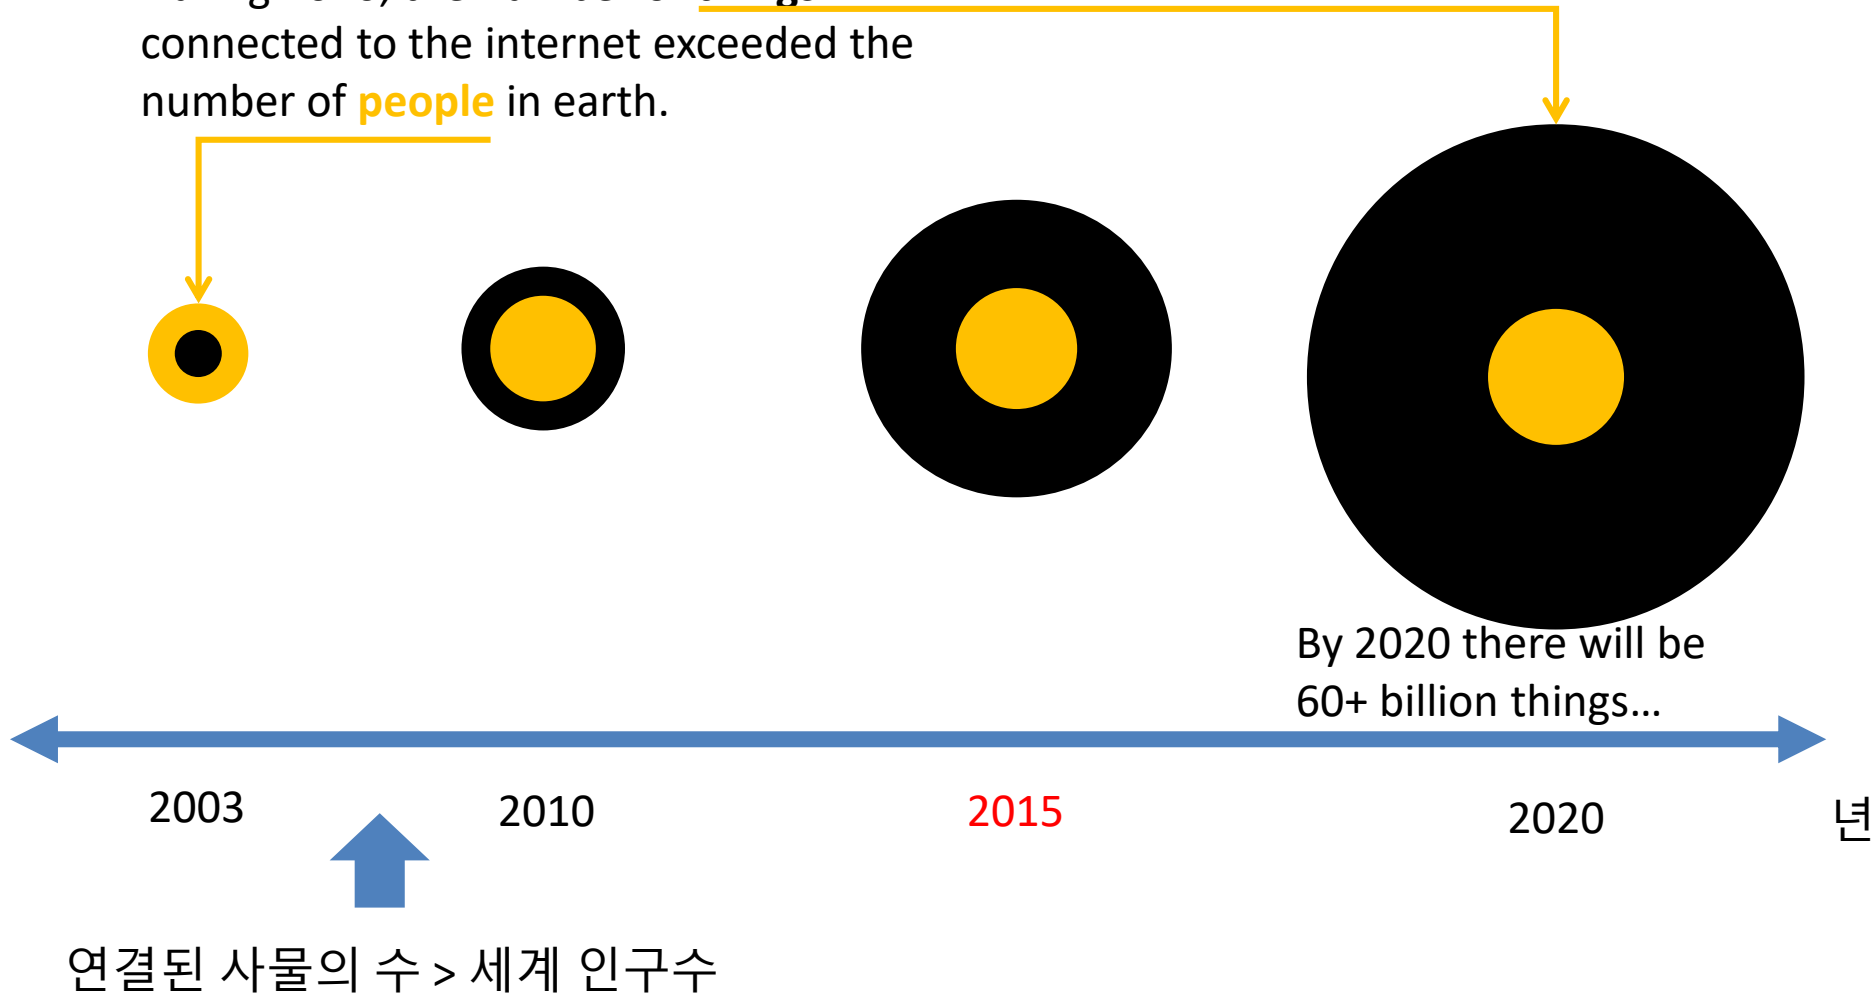 connected to the internet exceeded the
number of people in earth.
By 2020 there will be
60+ billion things…
2003 2010 2015 2020 년
연결된 사물의 수 > 세계 인구수